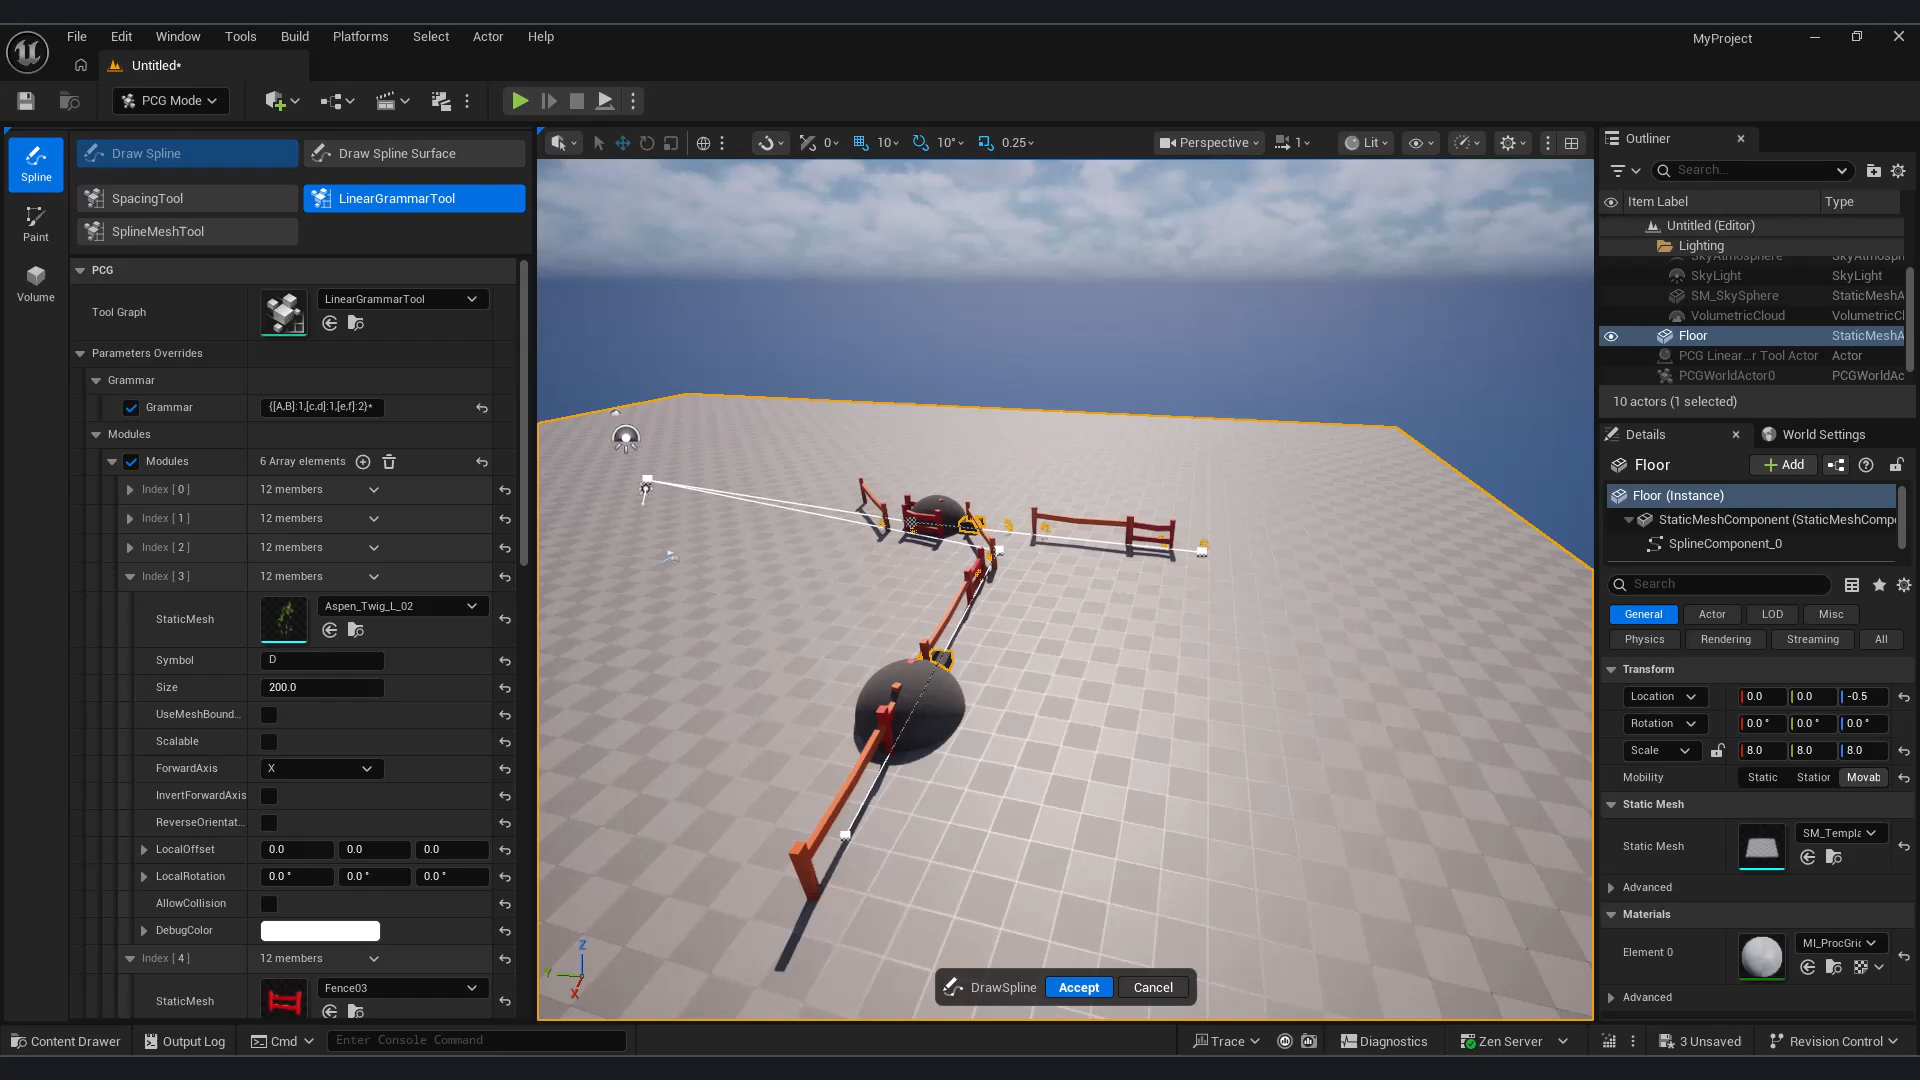 File Edit Window Tools Build Platforms Select Actor Help
MyProject
Untitled*
PCG Mode
Spline
Paint
Volume
Draw Spline
Draw Spline Surface
SpacingTool
LinearGrammarTool
SplineMeshTool
PCG
Tool Graph
LinearGrammarTool
Parameters Overrides
Grammar
Grammar
{[A,B]:1,[c,d]:1,[e,f]:2}*
Modules
Modules
6 Array elements
Index [ 0 ]
12 members
Index [ 1 ]
12 members
Index [ 2 ]
12 members
Index [ 3 ]
12 members
StaticMesh
Aspen_Twig_L_02
Symbol
D
Size
200.0
UseMeshBound...
Scalable
ForwardAxis
X
InvertForwardAxis
ReverseOrientat...
LocalOffset
0.0 0.0 0.0
LocalRotation
0.0 ° 0.0 ° 0.0 °
AllowCollision
DebugColor
Index [ 4 ]
12 members
StaticMesh
Fence03
0
10
10°
0.25
Perspective
1
Lit
Z
Y
X
DrawSpline
Accept
Cancel
Outliner
Search...
Item Label
Type
Untitled (Editor)
Lighting
SkyAtmosphere
SkyAtmosph
SkyLight
SkyLight
SM_SkySphere
StaticMeshA
VolumetricCloud
VolumetricCl
Floor
StaticMeshA
PCG Linear...r Tool Actor
Actor
PCGWorldActor0
PCGWorldAc
10 actors (1 selected)
Details
World Settings
Floor
Add
Floor (Instance)
StaticMeshComponent (StaticMeshCompo
SplineComponent_0
Search
General
Actor
LOD
Misc
Physics
Rendering
Streaming
All
Transform
Location
0.0 0.0 -0.5
Rotation
0.0 ° 0.0 ° 0.0 °
Scale
8.0 8.0 8.0
Mobility
Static
Station
Movab
Static Mesh
Static Mesh
SM_Templa
Advanced
Materials
Element 0
MI_ProcGric
Advanced
Content Drawer
Output Log
Cmd
Enter Console Command
Trace
Diagnostics
Zen Server
3 Unsaved
Revision Control